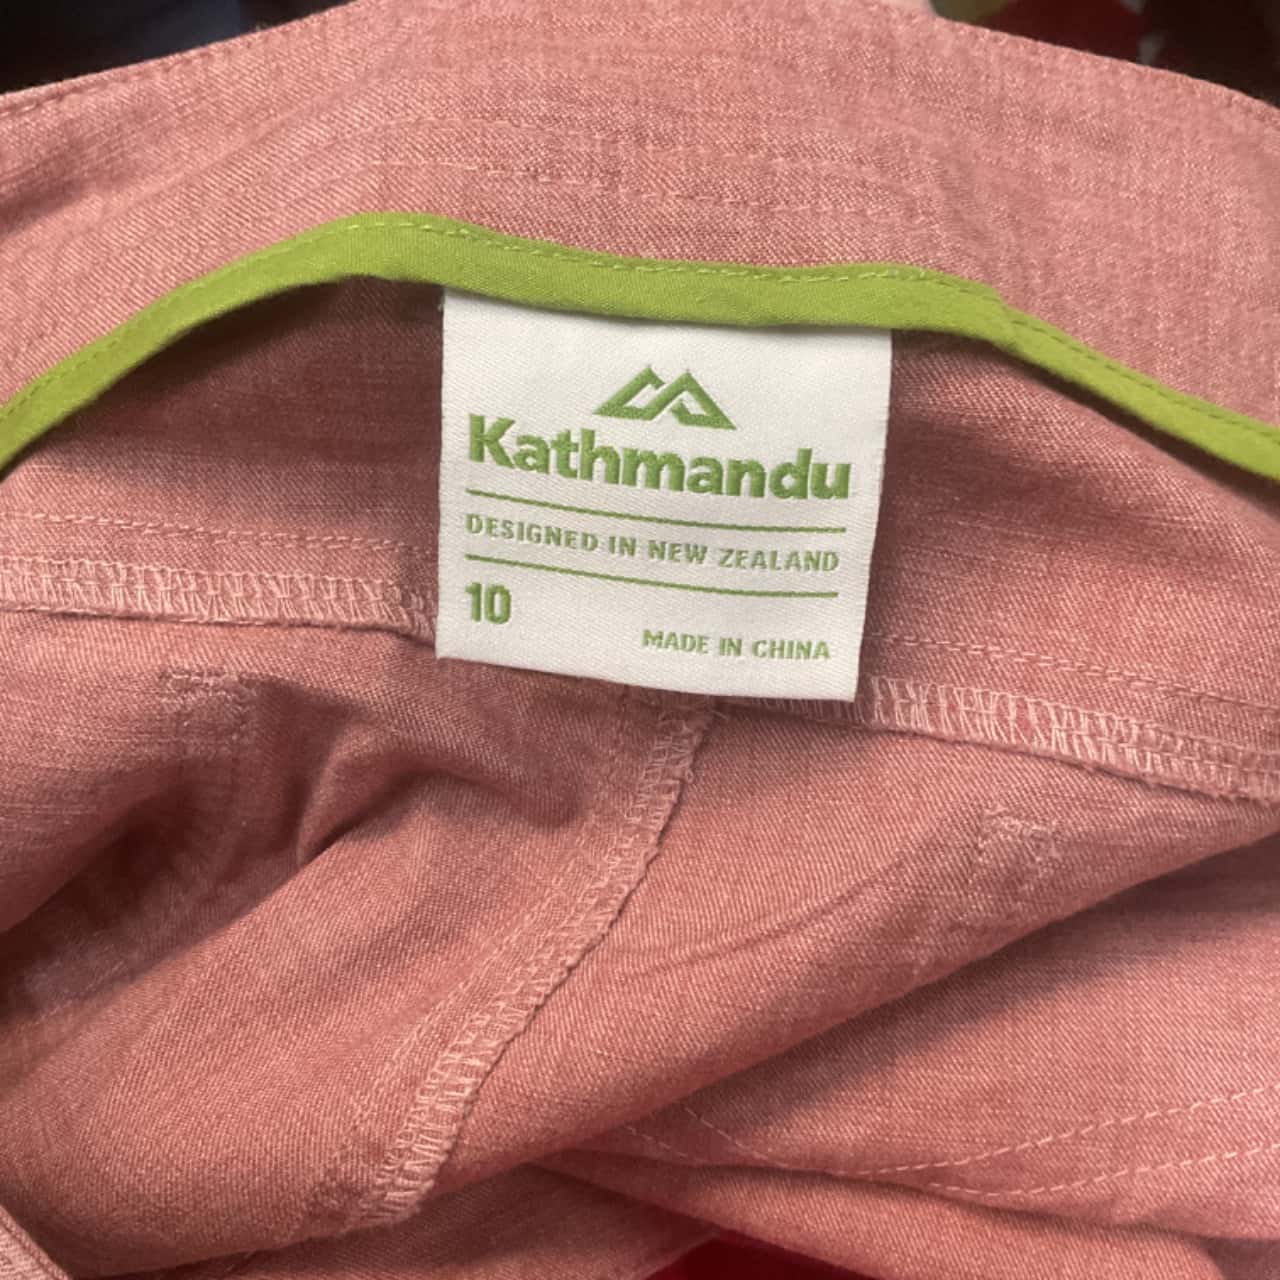 Kathmandu
DESIGNED IN NEW ZEALAND
10
MADE IN CHINA